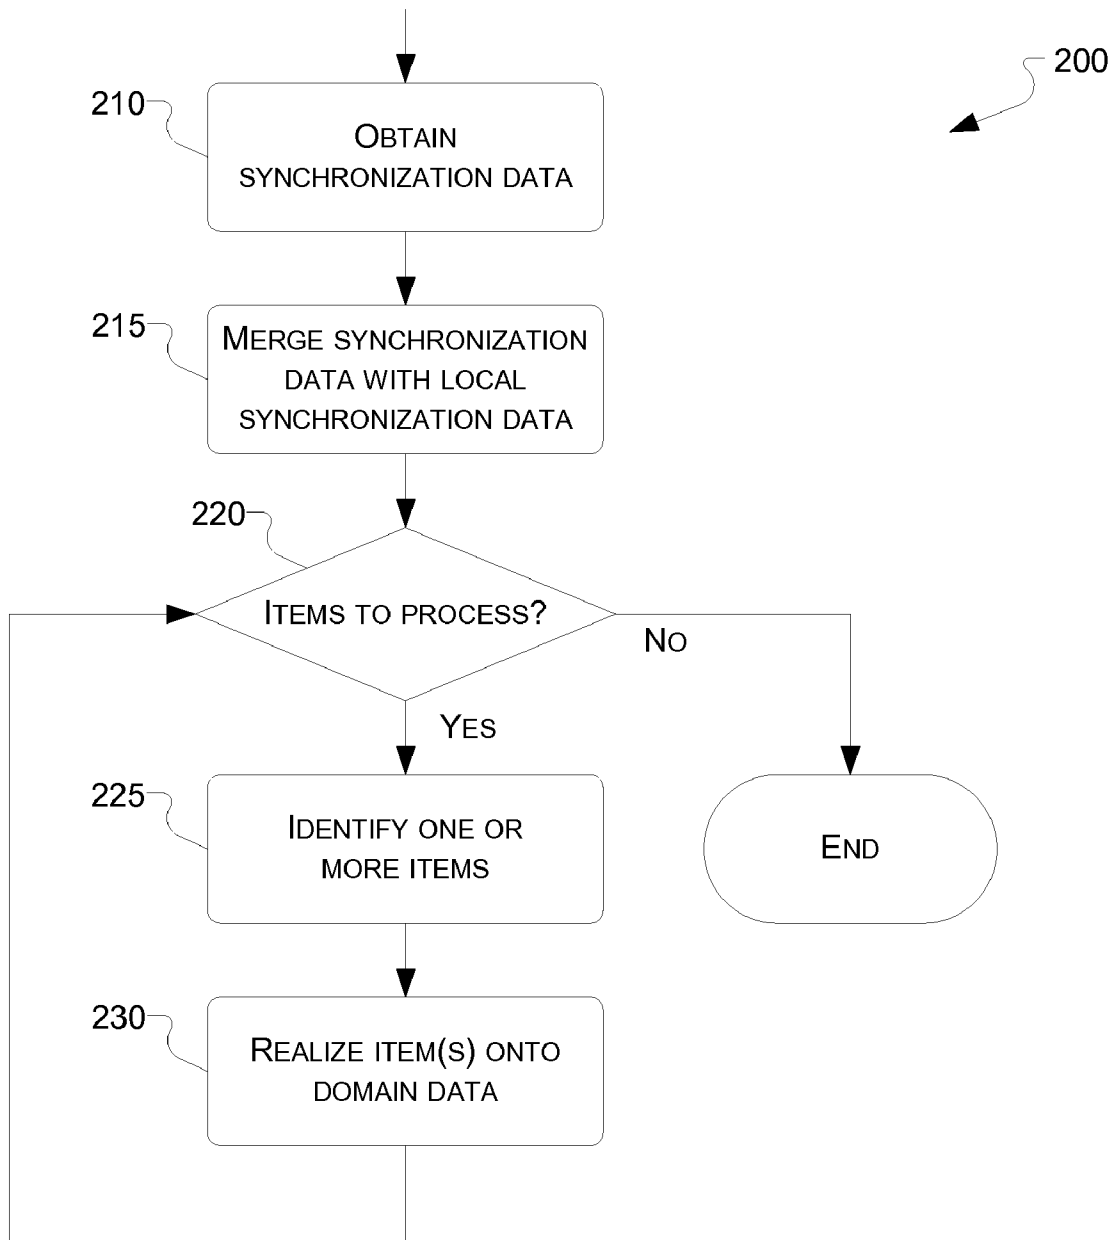 200
210
OBTAIN
SYNCHRONIZATION DATA
215
MERGE SYNCHRONIZATION
DATA WITH LOCAL
SYNCHRONIZATION DATA
220
ITEMS TO PROCESS?
NO
YES
225
IDENTIFY ONE OR
MORE ITEMS
END
230
REALIZE ITEM(S) ONTO
DOMAIN DATA